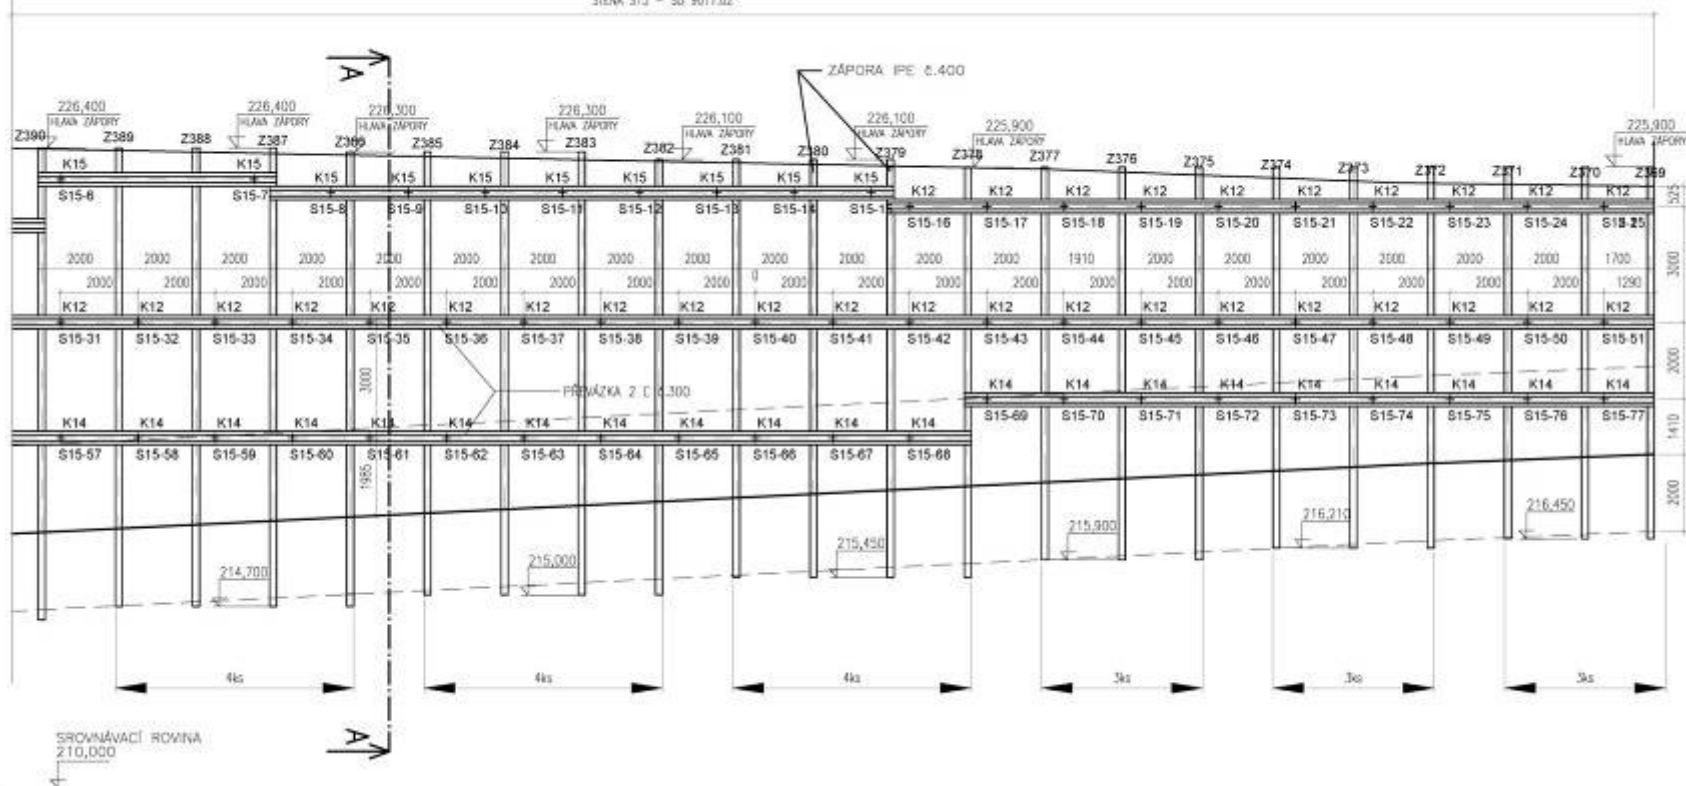 STĚNA S15 - SO 9011.02
A
ZÁPORA IPE č.400
226,400 226,400 226,300 226,300 226,100 226,100 225,900 225,900
HLAVA ZÁPORY HLAVA ZÁPORY HLAVA ZÁPORY HLAVA ZÁPORY HLAVA ZÁPORY HLAVA ZÁPORY HLAVA ZÁPORY HLAVA ZÁPORY
Z390 Z389 Z388 Z387 Z386 Z385 Z384 Z383 Z382 Z381 Z380 Z379 Z378 Z377 Z376 Z375 Z374 Z373 Z372 Z371 Z370 Z369
K15 K15 K15 K15 K15 K15 K15 K15 K15 K15 K12 K12 K12 K12 K12 K12 K12 K12 K12 K12
S15-6 S15-7 S15-8 S15-9 S15-10 S15-11 S15-12 S15-13 S15-14 S15-15 S15-16 S15-17 S15-18 S15-19 S15-20 S15-21 S15-22 S15-23 S15-24 S15-25
525
2000 2000 2000 2000 2000 2000 2000 2000 2000 2000 2000 2000 2000 1910 2000 2000 2000 2000 2000 2000 1700
3000
2000 2000 2000 2000 2000 2000 2000 2000 2000 2000 2000 2000 2000 2000 2000 2000 2000 2000 2000 2000 1290
K12 K12 K12 K12 K12 K12 K12 K12 K12 K12 K12 K12 K12 K12 K12 K12 K12 K12 K12 K12 K12
S15-31 S15-32 S15-33 S15-34 S15-35 S15-36 S15-37 S15-38 S15-39 S15-40 S15-41 S15-42 S15-43 S15-44 S15-45 S15-46 S15-47 S15-48 S15-49 S15-50 S15-51
3000
PŘEVÁZKA 2 [ č.300
2000
K14 K14 K14 K14 K14 K14 K14 K14 K14
S15-69 S15-70 S15-71 S15-72 S15-73 S15-74 S15-75 S15-76 S15-77
K14 K14 K14 K14 K14 K14 K14 K14 K14 K14 K14 K14
S15-57 S15-58 S15-59 S15-60 S15-61 S15-62 S15-63 S15-64 S15-65 S15-66 S15-67 S15-68
1410
1985
2000
214,700 215,000 215,450 215,900 216,210 216,450
4ks 4ks 4ks 3ks 3ks 3ks
A
SROVNÁVACÍ ROVINA
210,000